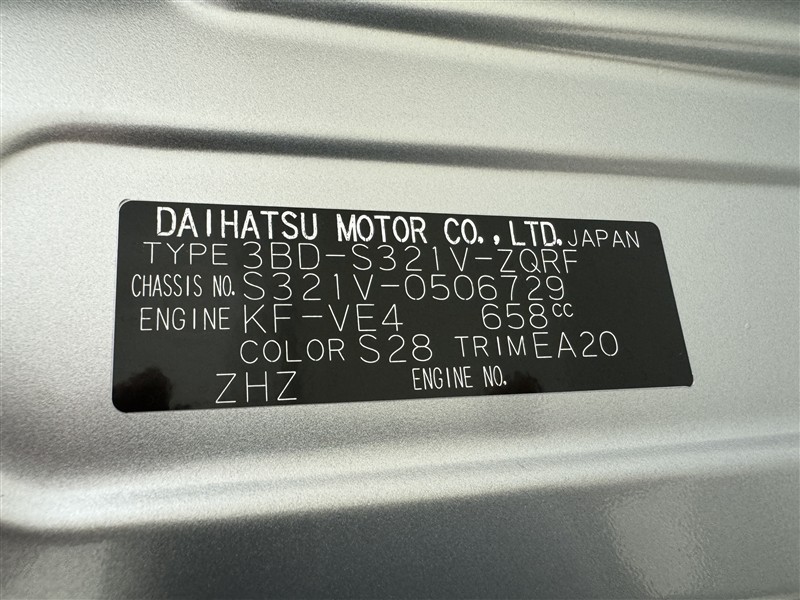 DAIHATSU MOTOR CO.,LTD. JAPAN
TYPE 3BD-S321V-ZQRF
CHASSIS NO. S321V-0506729
ENGINE KF-VE4 658cc
COLOR S28 TRIM EA20
ZHZ ENGINE NO.